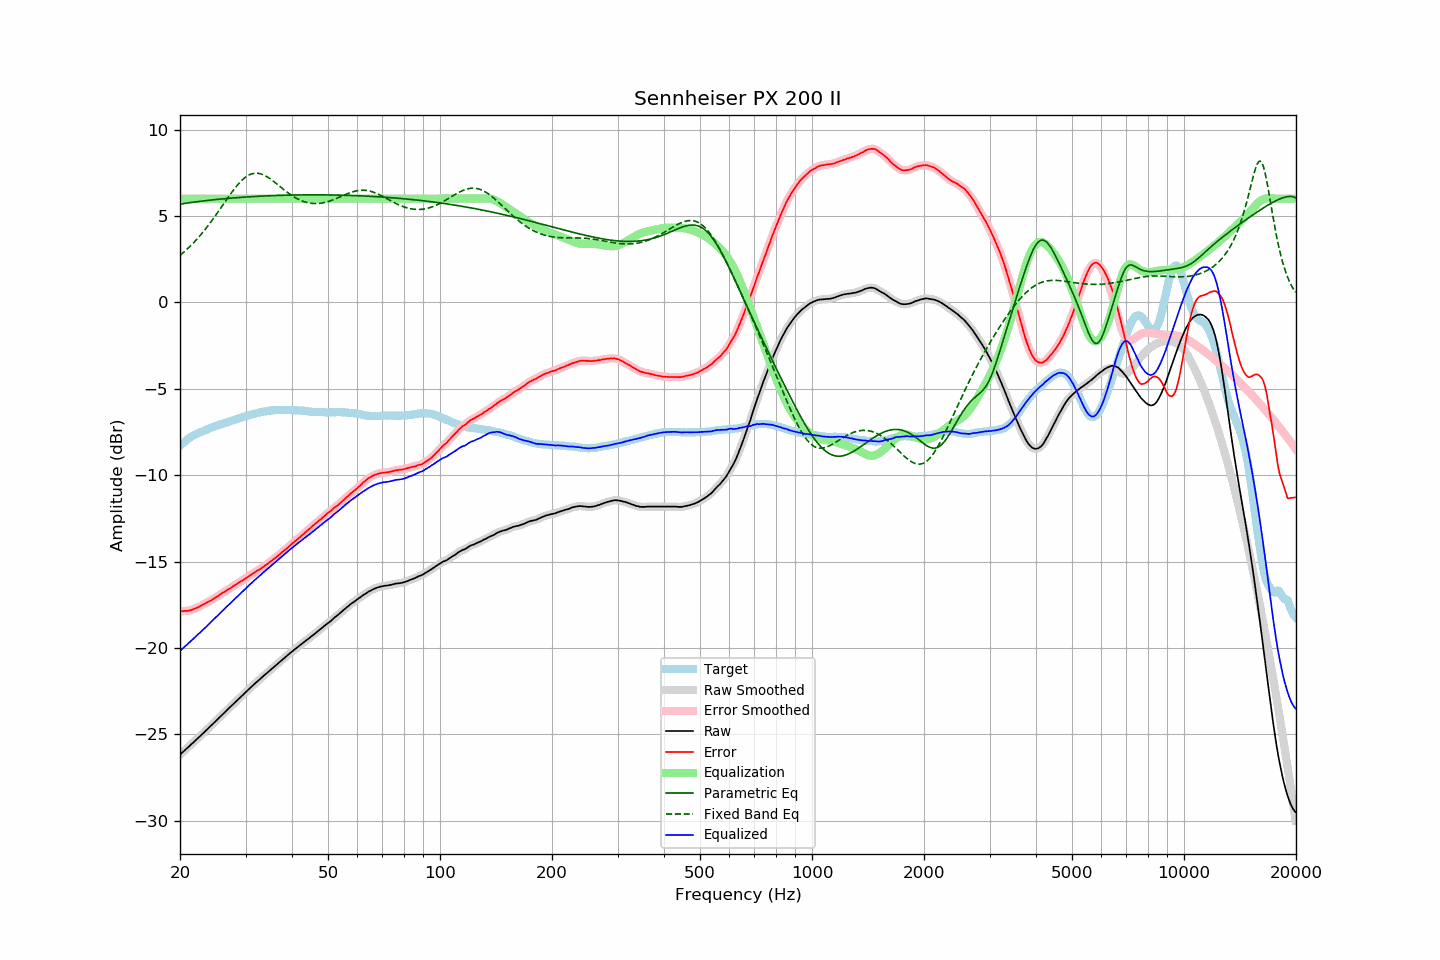 Sennheiser PX 200 II
Amplitude (dBr)
10
5
0
−5
−10
−15
−20
−25
−30
Target
Raw Smoothed
Error Smoothed
Raw
Error
Equalization
Parametric Eq
Fixed Band Eq
Equalized
20 50 100 200 500 1000 2000 5000 10000 20000
Frequency (Hz)